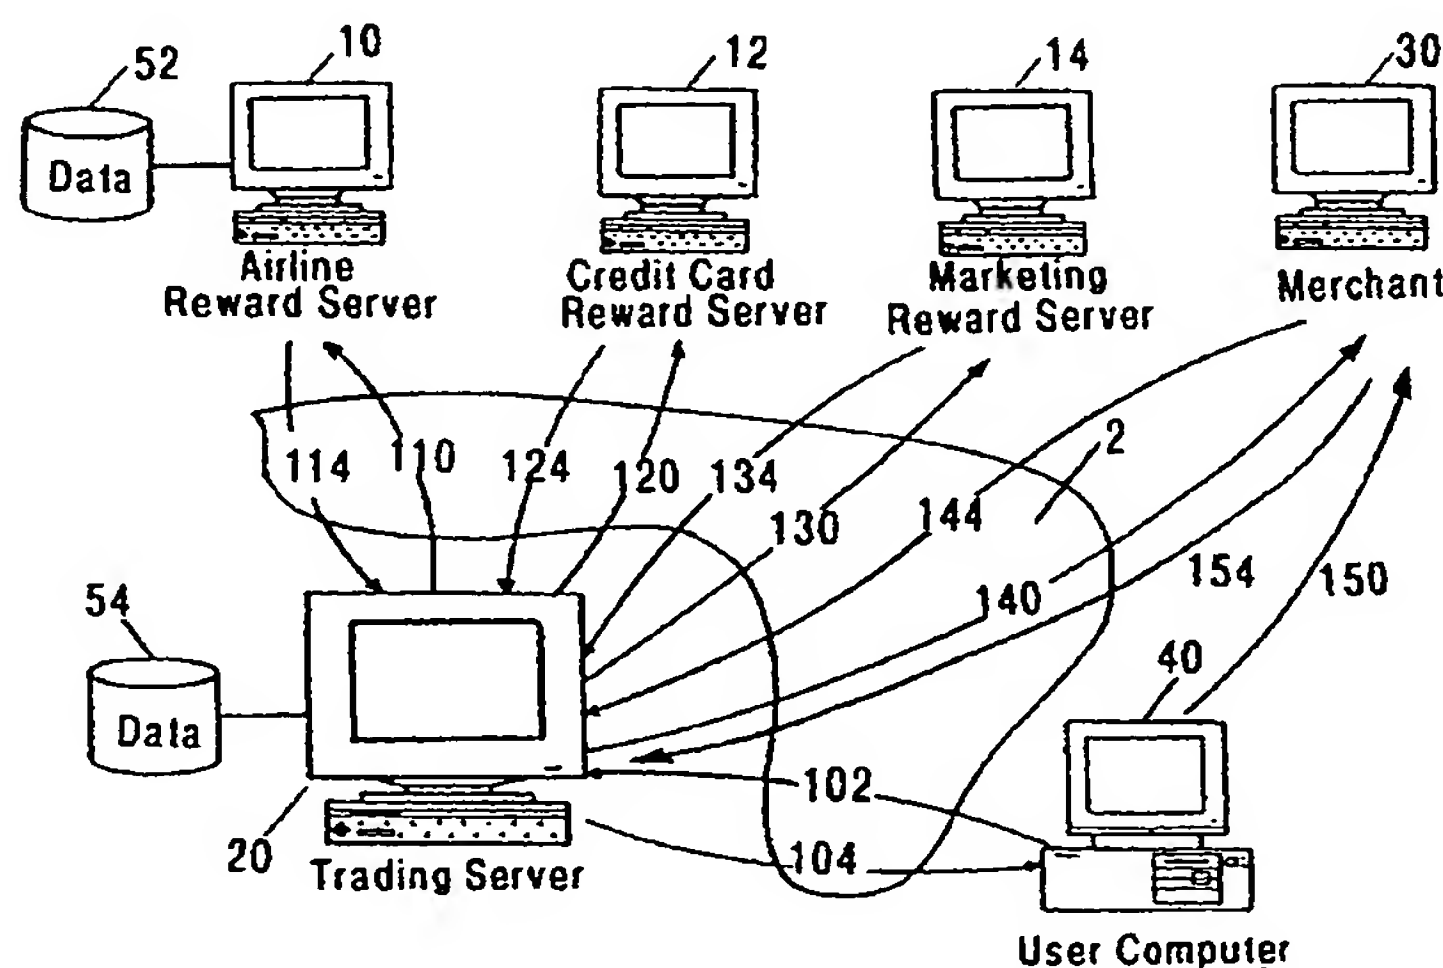 52
10
12
14
30
Data
Airline
Reward Server
Credit Card
Reward Server
Marketing
Reward Server
Merchant
114
110
124
120
134
130
144
2
140
154
150
54
Data
40
20
Trading Server
102
104
User Computer